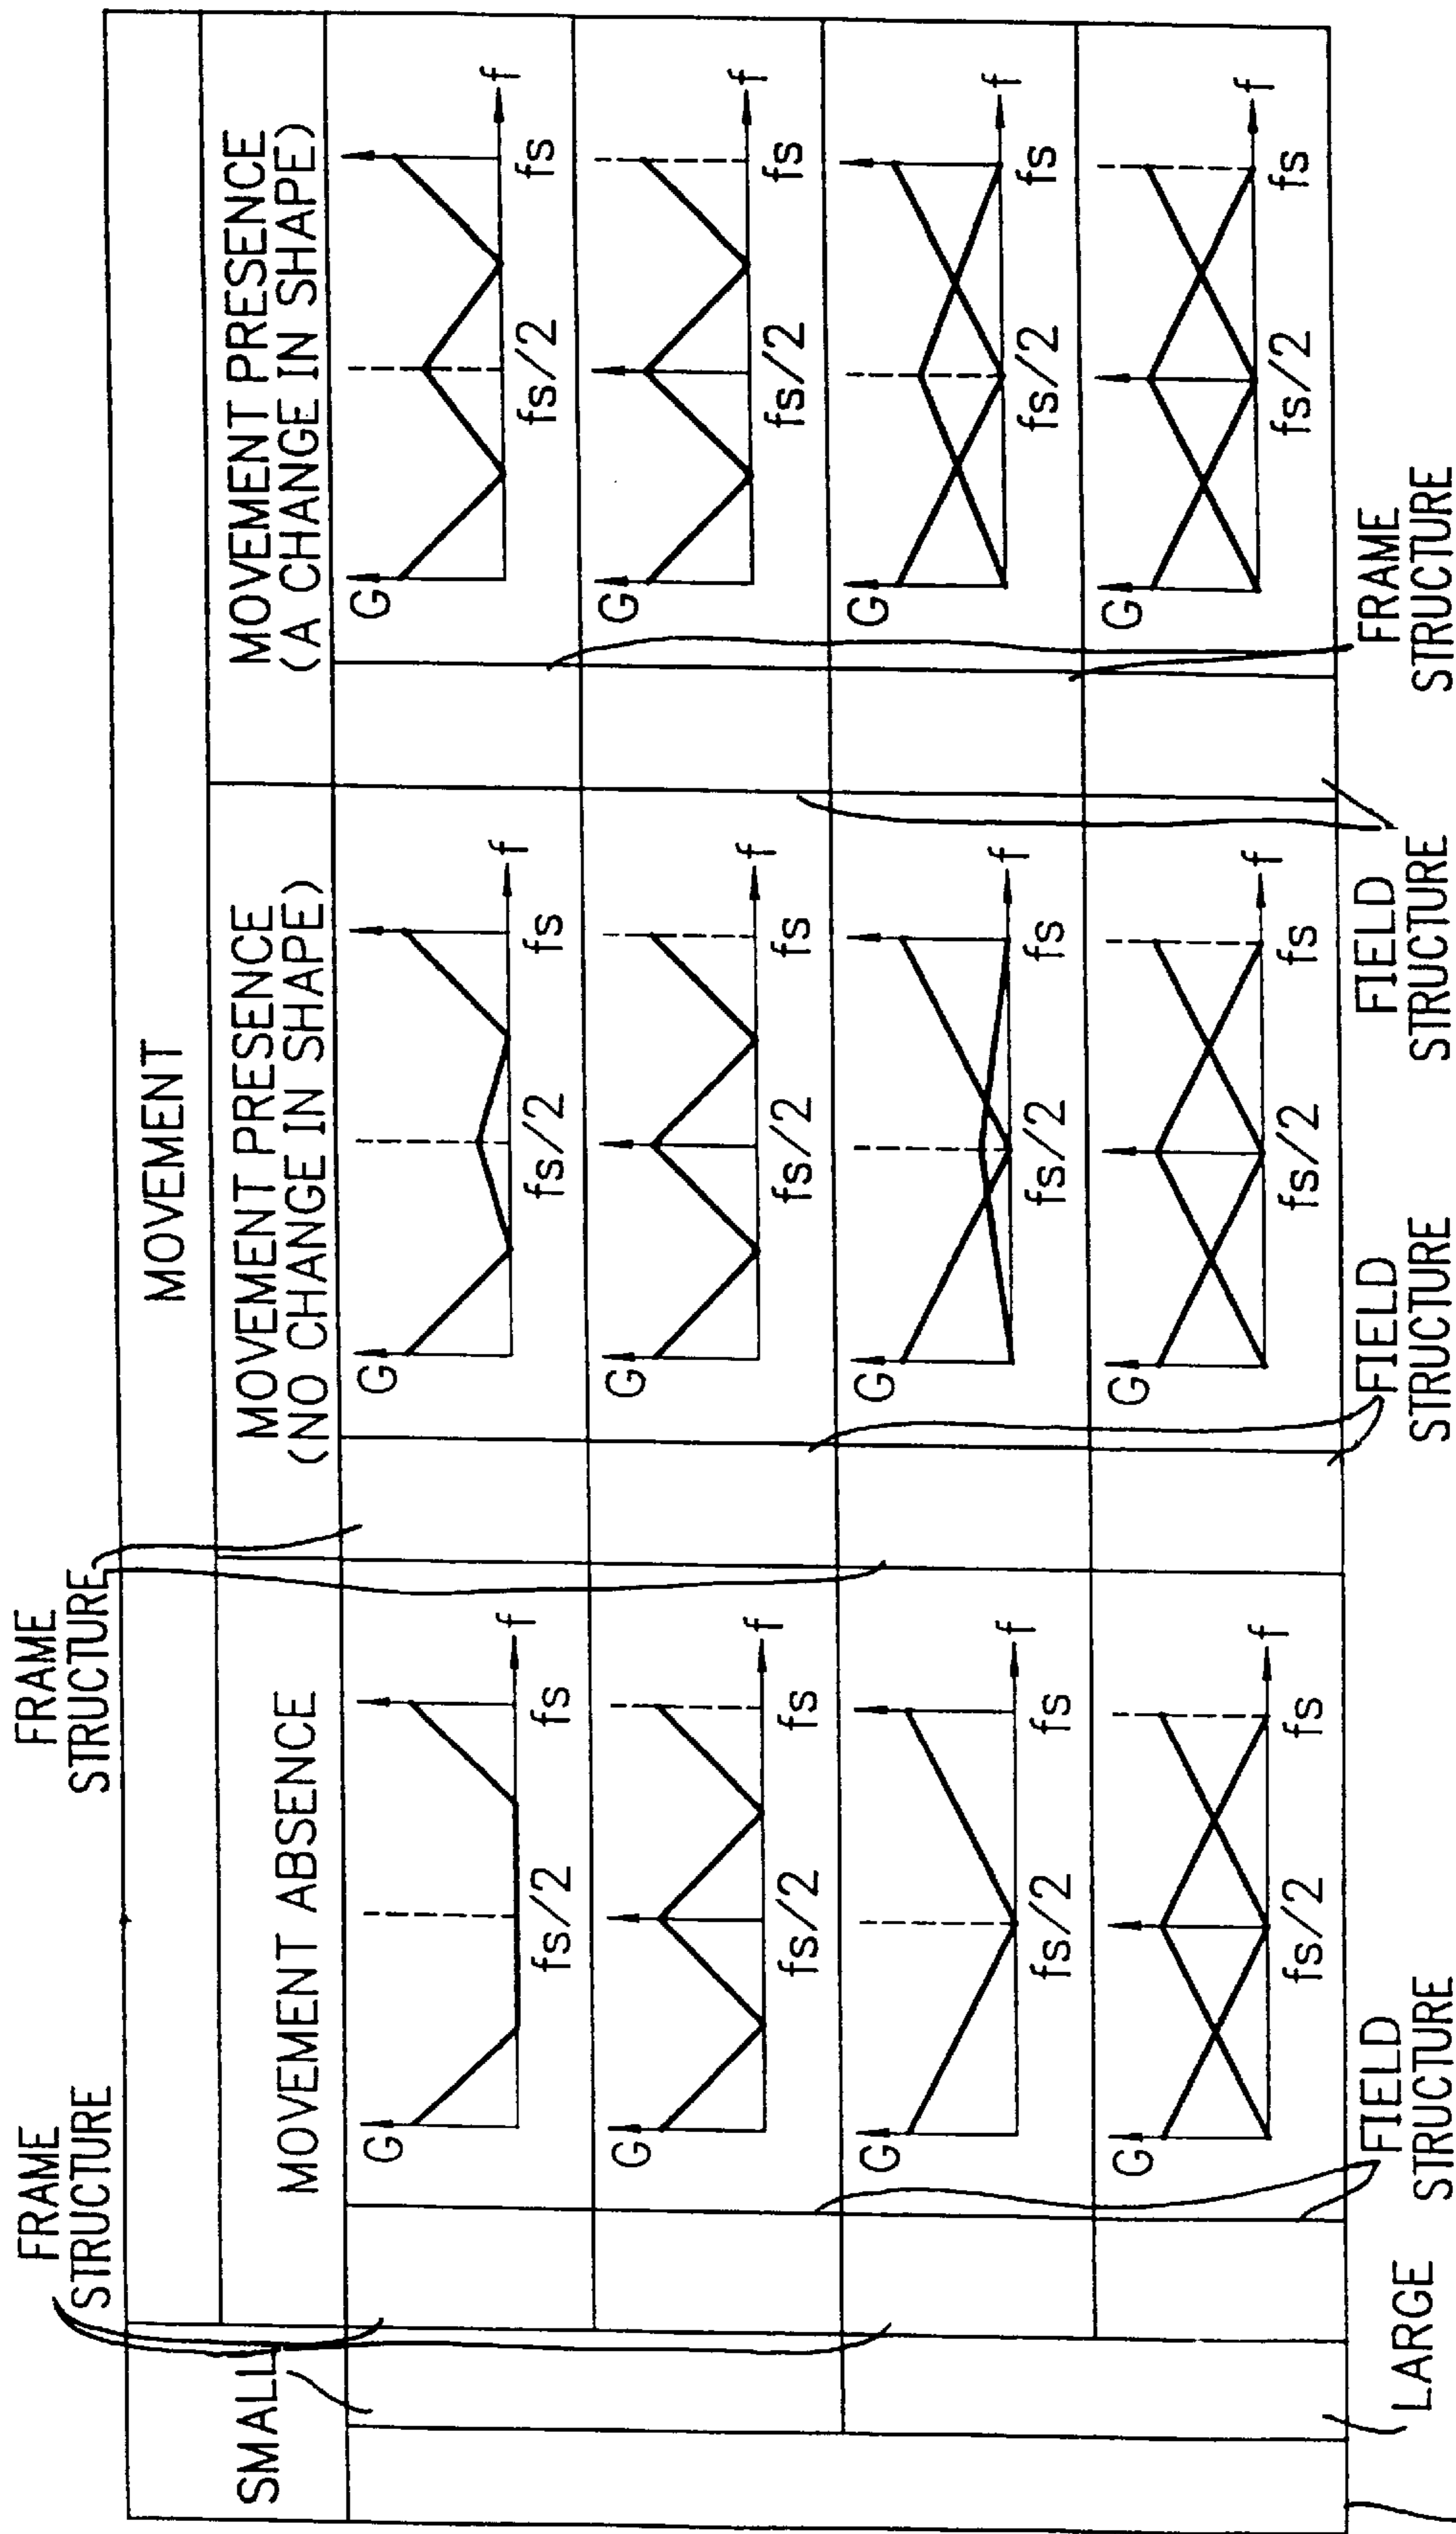 FRAME
STRUCTURE
FRAME
STRUCTURE
MOVEMENT
SMALL
MOVEMENT ABSENCE
MOVEMENT PRESENCE
(NO CHANGE IN SHAPE)
MOVEMENT PRESENCE
(A CHANGE IN SHAPE)
G
fs/2
fs
f
G
fs/2
fs
f
G
fs/2
fs
f
G
fs/2
fs
f
G
fs/2
fs
f
G
fs/2
fs
f
G
fs/2
fs
f
G
fs/2
fs
f
G
fs/2
fs
f
G
fs/2
fs
f
G
fs/2
fs
f
G
fs/2
fs
f
LARGE
FIELD
STRUCTURE
FIELD
STRUCTURE
FIELD
STRUCTURE
FRAME
STRUCTURE